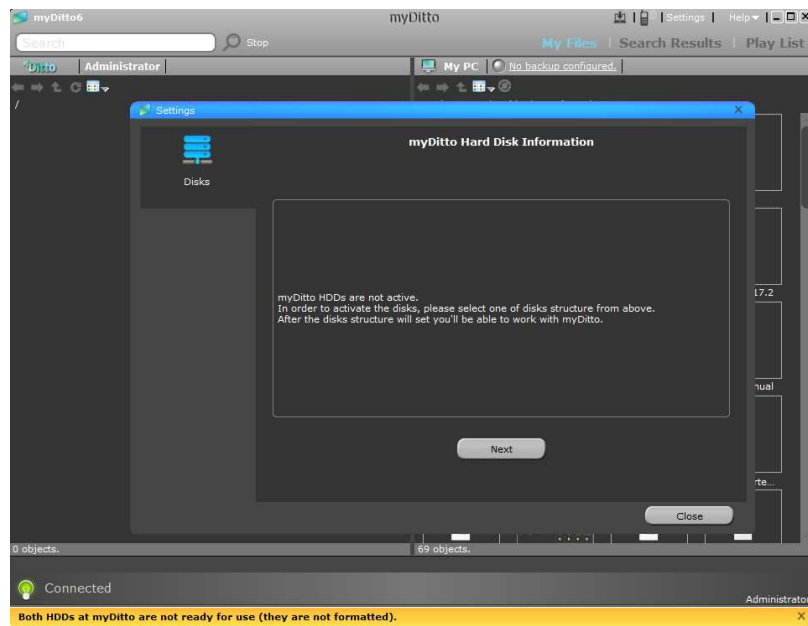 myDitto6
myDitto
Settings
Help
Search
Stop
My Files
Search Results
Play List
Ditto
Administrator
My PC
No backup configured.
/
Settings
Disks
myDitto Hard Disk Information
myDitto HDDs are not active.
In order to activate the disks, please select one of disks structure from above.
After the disks structure will set you'll be able to work with myDitto.
Next
Close
17.2
nual
rte...
0 objects.
69 objects.
Connected
Administrator
Both HDDs at myDitto are not ready for use (they are not formatted).